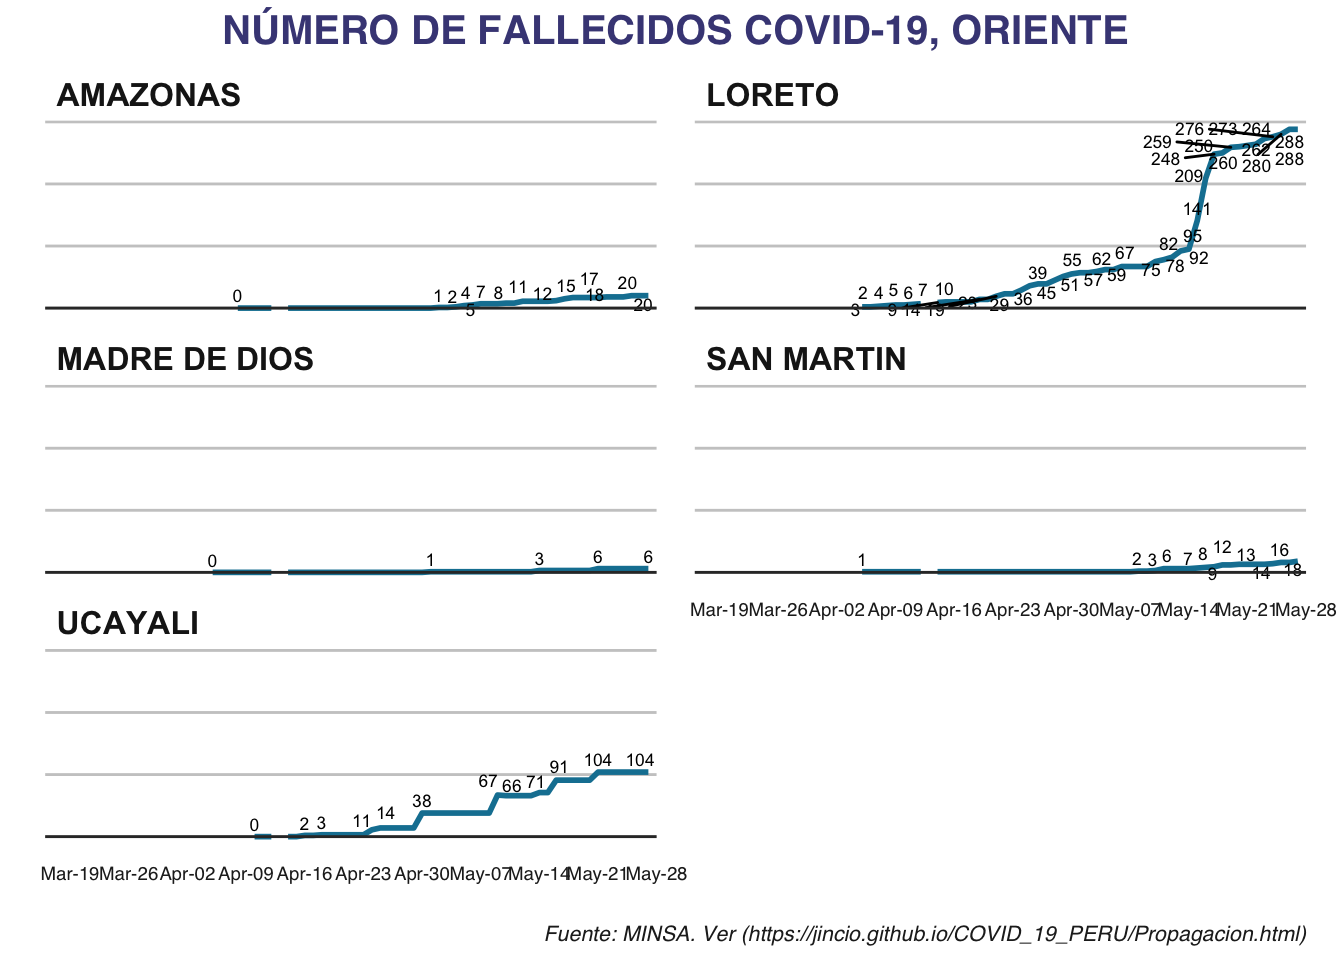 NÚMERO DE FALLECIDOS COVID-19, ORIENTE
AMAZONAS
0 1 2 4 5 7 8 11 12 15 17 18 20 20
LORETO
276 273 264
259 250 262 288
248 260 280 288
209
141
95
82 92
2 4 5 6 7 10 39 55 62 67
3 9 14 19 23 29 36 45 51 57 59 75 78
MADRE DE DIOS
0 1 3 6 6
SAN MARTIN
1 2 3 6 7 8 9 12 13 14 16 18
Mar-19 Mar-26 Apr-02 Apr-09 Apr-16 Apr-23 Apr-30 May-07 May-14 May-21 May-28
UCAYALI
0 2 3 11 14 38 67 66 71 91 104 104
Mar-19 Mar-26 Apr-02 Apr-09 Apr-16 Apr-23 Apr-30 May-07 May-14 May-21 May-28
Fuente: MINSA. Ver (https://jincio.github.io/COVID_19_PERU/Propagacion.html)